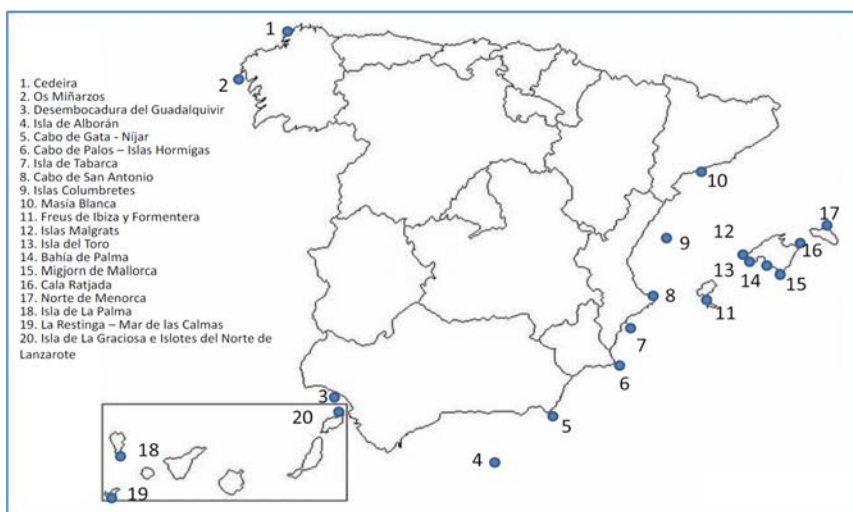 1. Cedeira
2. Os Miñarzos
3. Desembocadura del Guadalquivir
4. Isla de Alborán
5. Cabo de Gata - Níjar
6. Cabo de Palos – Islas Hormigas
7. Isla de Tabarca
8. Cabo de San Antonio
9. Islas Columbretes
10. Masía Blanca
11. Freus de Ibiza y Formentera
12. Islas Malgrats
13. Isla del Toro
14. Bahía de Palma
15. Migjorn de Mallorca
16. Cala Ratjada
17. Norte de Menorca
18. Isla de La Palma
19. La Restinga – Mar de las Calmas
20. Isla de La Graciosa e Islotes del Norte de
Lanzarote
1
2
10
17
12
16
9
13
14
15
8
11
7
6
3
20
5
4
18
19